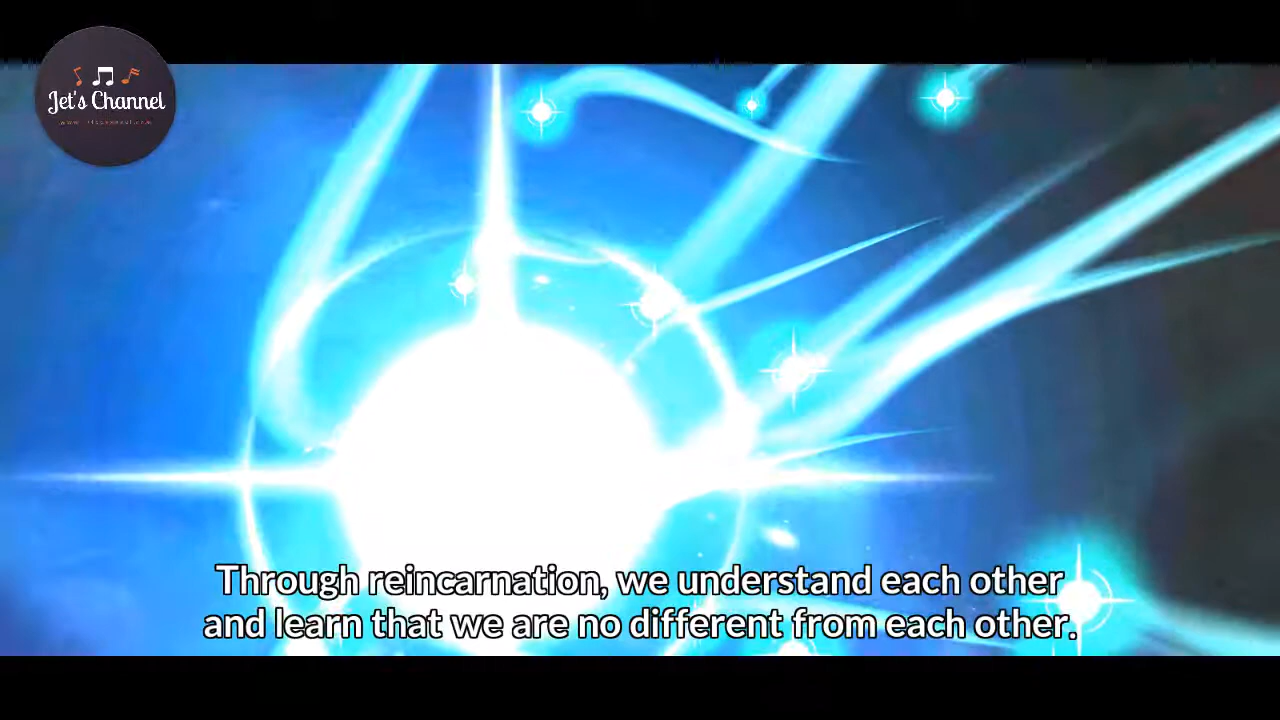 Jet's Channel
Through reincarnation, we understand each other
and learn that we are no different from each other.